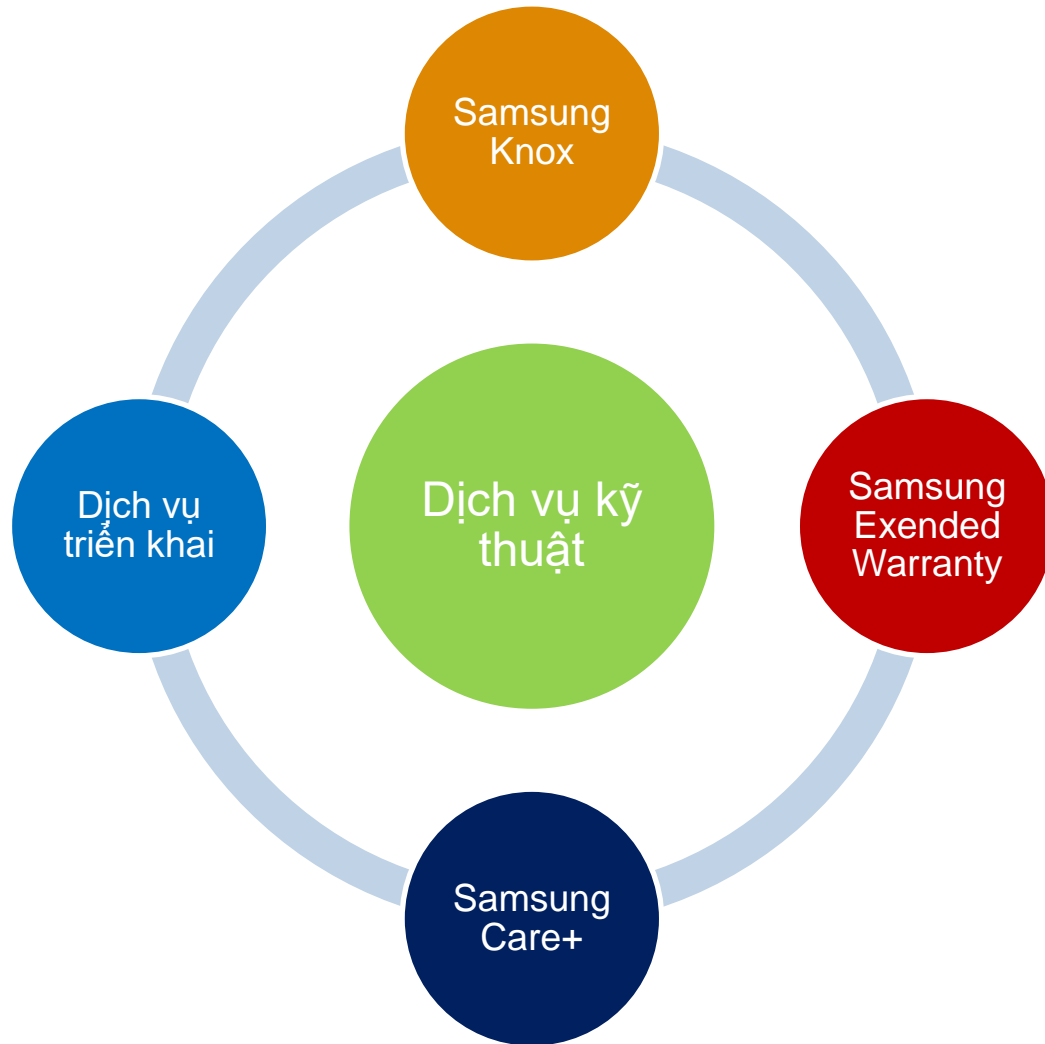 Samsung
Knox
Dịch vụ
triển khai
Dịch vụ kỹ
thuật
Samsung
Exended
Warranty
Samsung
Care+